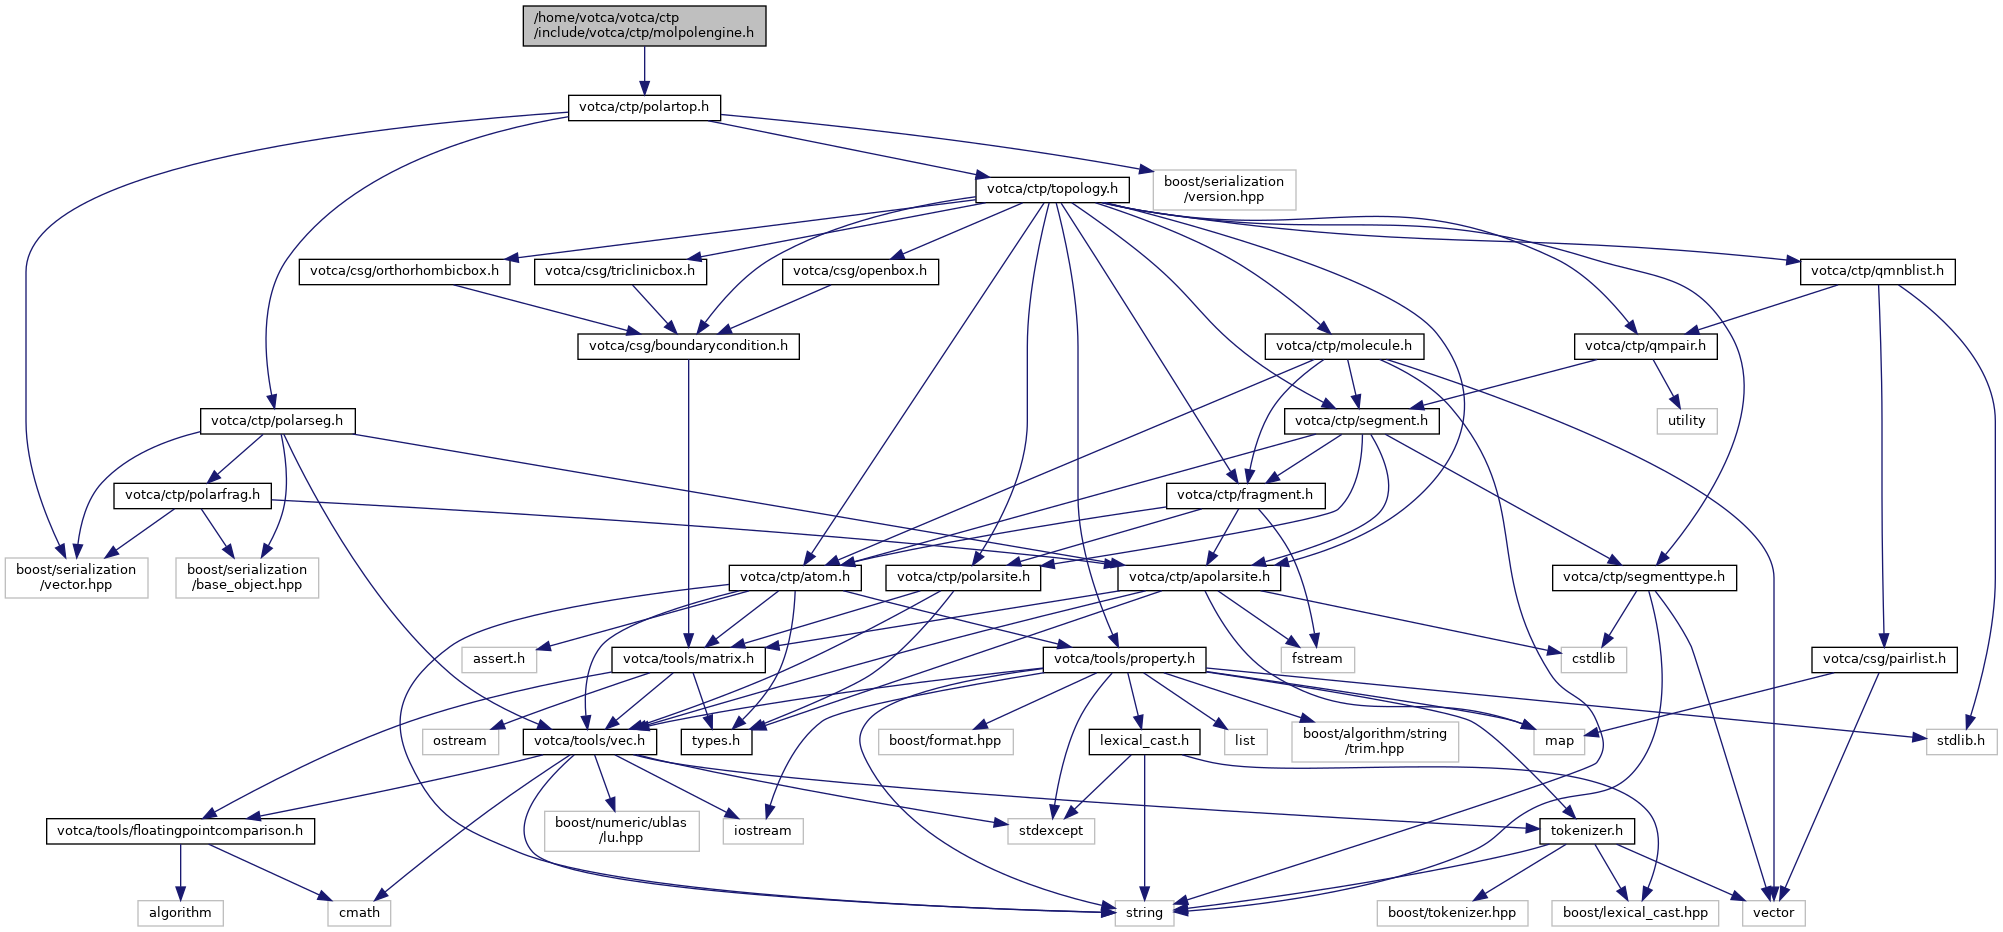 /home/votca/votca/ctp
/include/votca/ctp/molpolengine.h
votca/ctp/polartop.h
boost/serialization
/version.hpp
votca/ctp/topology.h
votca/csg/orthorhombicbox.h
votca/csg/triclinicbox.h
votca/csg/openbox.h
votca/ctp/qmnblist.h
votca/csg/boundarycondition.h
votca/ctp/molecule.h
votca/ctp/qmpair.h
votca/ctp/polarseg.h
votca/ctp/segment.h
utility
votca/ctp/polarfrag.h
votca/ctp/fragment.h
boost/serialization
/vector.hpp
boost/serialization
/base_object.hpp
votca/ctp/atom.h
votca/ctp/polarsite.h
votca/ctp/apolarsite.h
votca/ctp/segmenttype.h
assert.h
votca/tools/matrix.h
votca/tools/property.h
fstream
cstdlib
votca/csg/pairlist.h
ostream
votca/tools/vec.h
types.h
boost/format.hpp
lexical_cast.h
list
boost/algorithm/string
/trim.hpp
map
stdlib.h
votca/tools/floatingpointcomparison.h
boost/numeric/ublas
/lu.hpp
iostream
stdexcept
tokenizer.h
algorithm
cmath
string
boost/tokenizer.hpp
boost/lexical_cast.hpp
vector